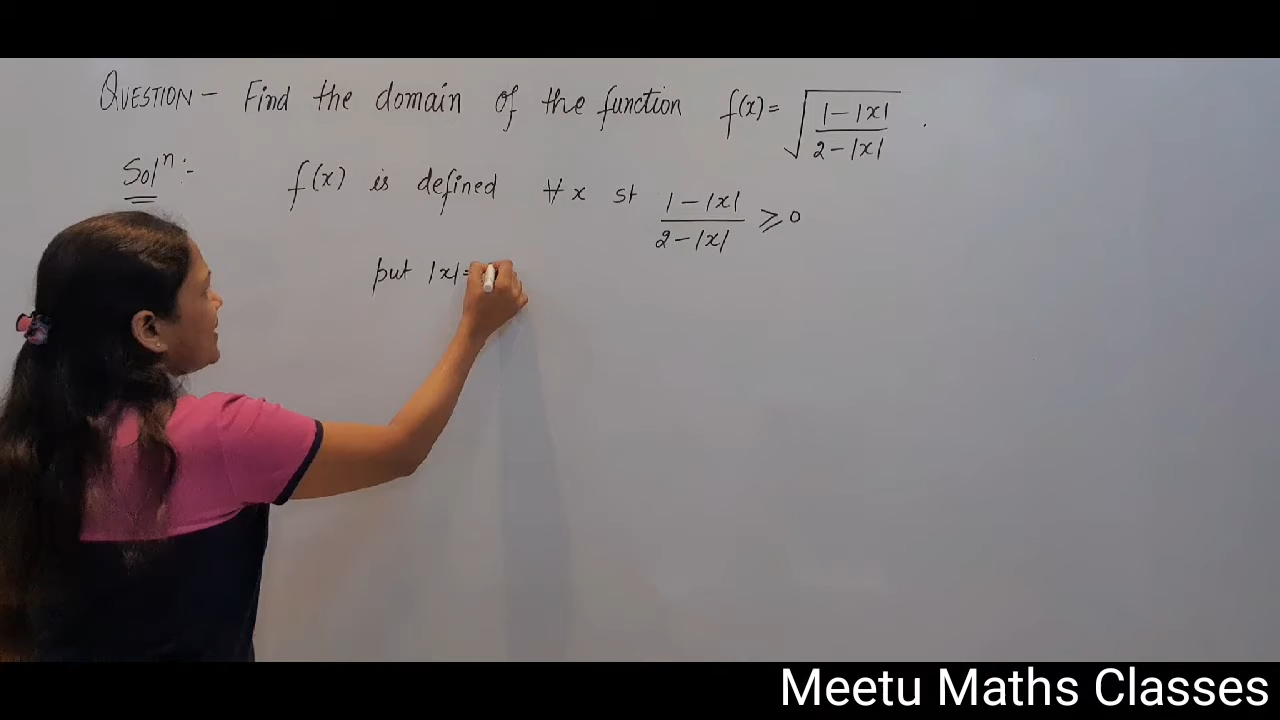 QUESTION - Find the domain of the function f(x) = √((1-|x|)/(2-|x|)) .
Solⁿ :- f(x) is defined ∀ x st (1-|x|)/(2-|x|) ≥ 0
put |x| =
Meetu Maths Classes